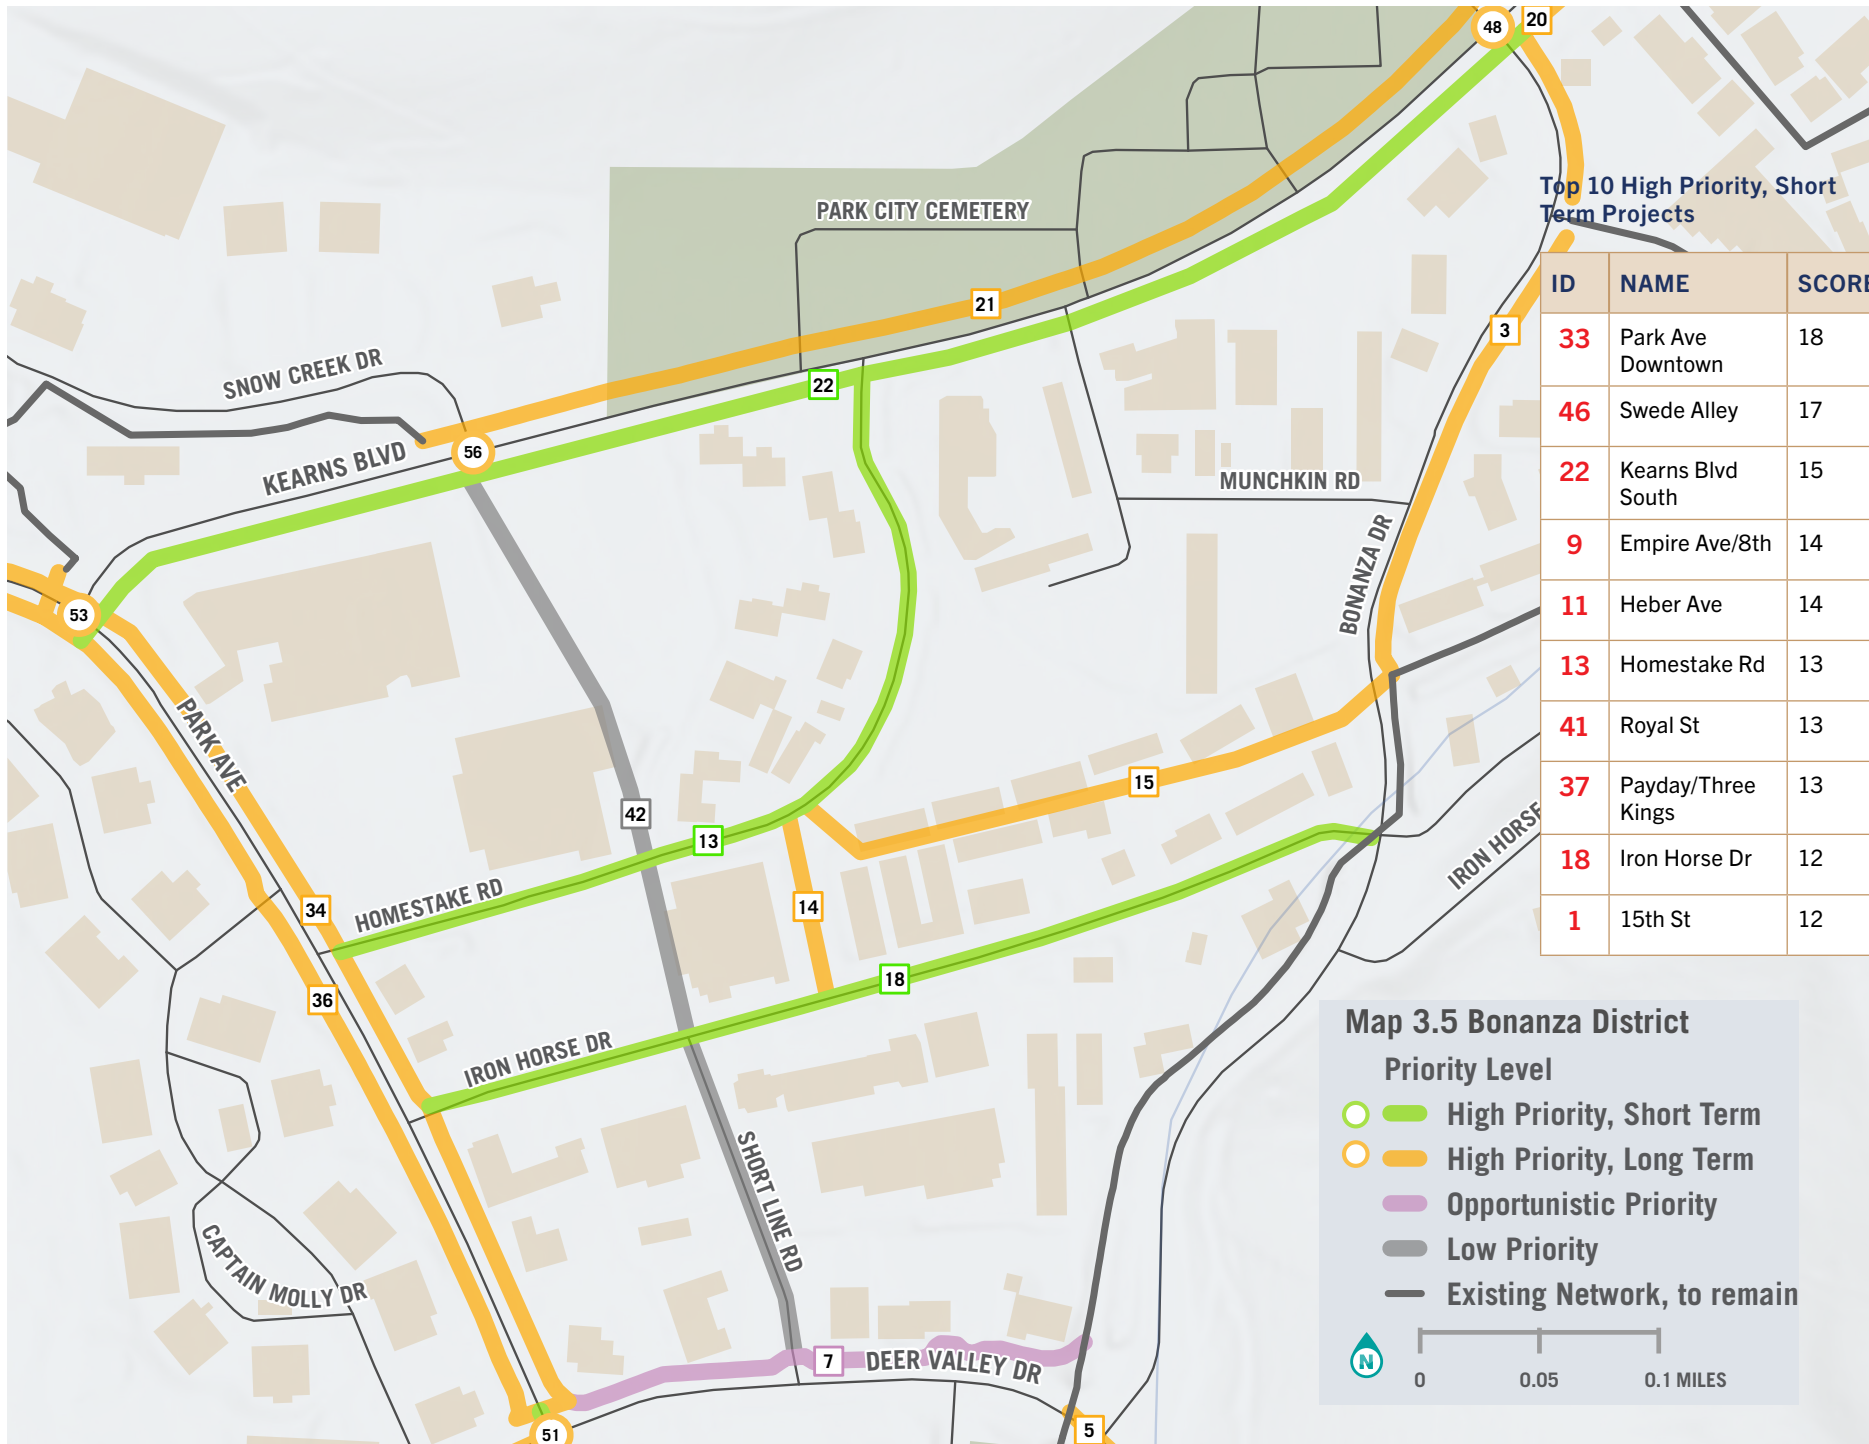 48
20
PARK CITY CEMETERY
21
SNOW CREEK DR
22
3
KEARNS BLVD
56
MUNCHKIN RD
BONANZA DR
53
PARK AVE
42
13
15
14
HOMESTAKE RD
34
36
18
IRON HORSE DR
IRON HORSE
SHORT LINE RD
CAPTAIN MOLLY DR
7
DEER VALLEY DR
51
5
Top 10 High Priority, Short
Term Projects
ID NAME SCORE
33 Park Ave Downtown 18
46 Swede Alley 17
22 Kearns Blvd South 15
9 Empire Ave/8th 14
11 Heber Ave 14
13 Homestake Rd 13
41 Royal St 13
37 Payday/Three Kings 13
18 Iron Horse Dr 12
1 15th St 12
Map 3.5 Bonanza District
Priority Level
High Priority, Short Term
High Priority, Long Term
Opportunistic Priority
Low Priority
Existing Network, to remain
N
0 0.05 0.1 MILES